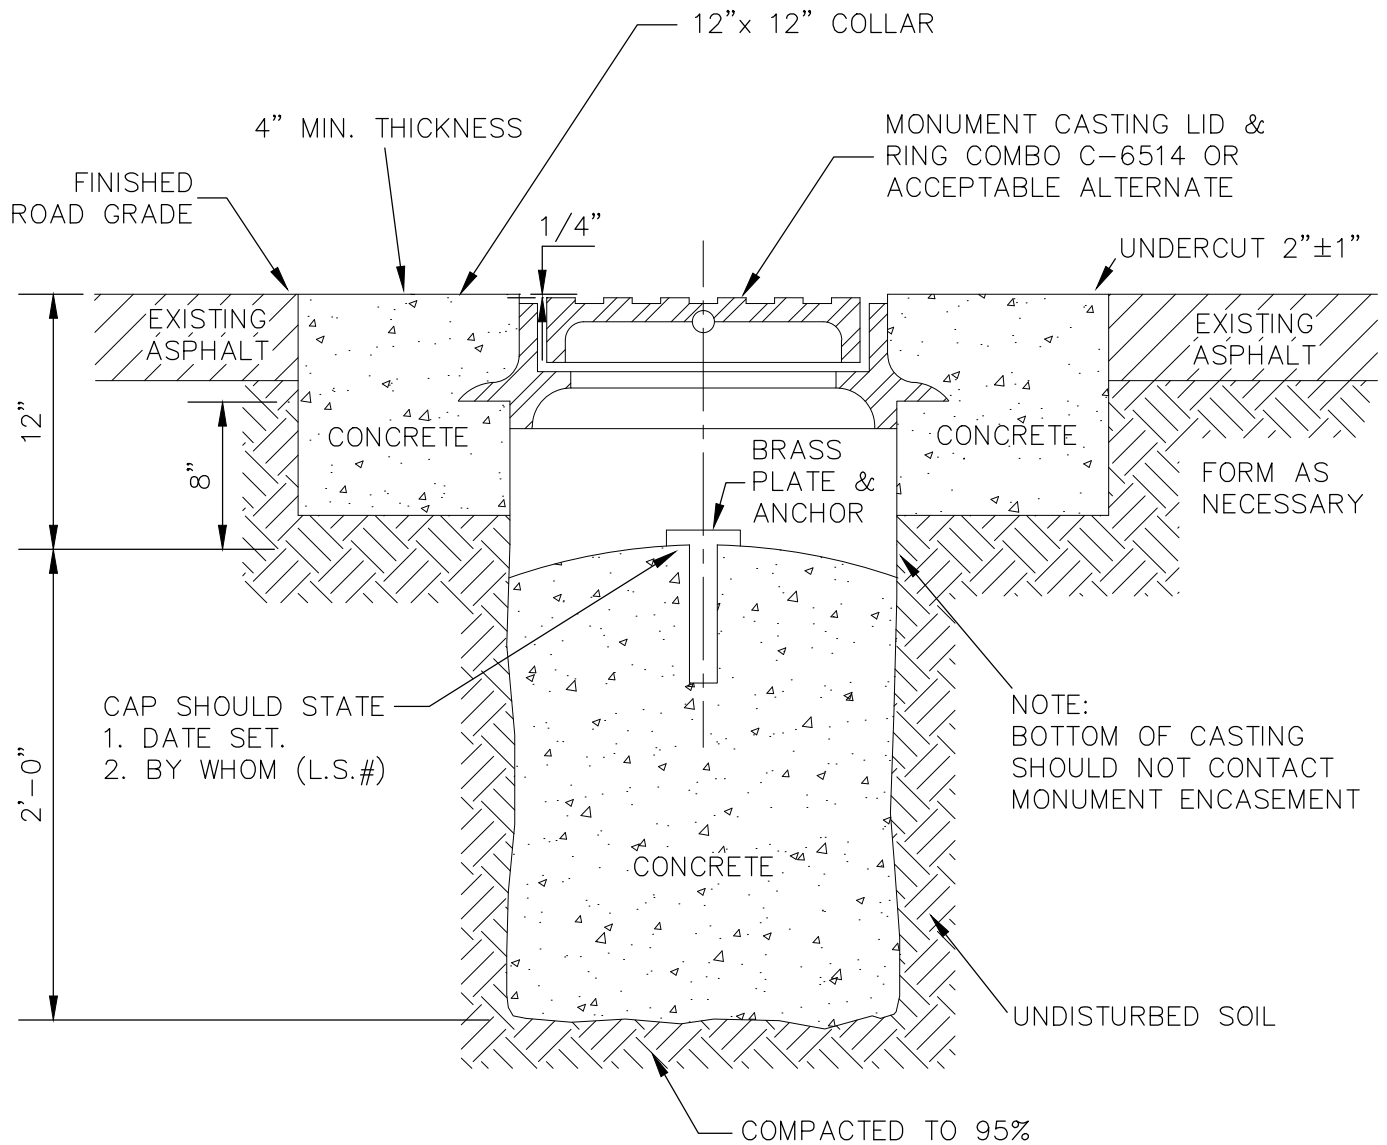 12”x 12” COLLAR
4” MIN. THICKNESS
MONUMENT CASTING LID &
RING COMBO C-6514 OR
ACCEPTABLE ALTERNATE
FINISHED
ROAD GRADE
1/4”
UNDERCUT 2”±1”
EXISTING
ASPHALT
EXISTING
ASPHALT
12”
8”
CONCRETE
CONCRETE
BRASS
PLATE &
ANCHOR
FORM AS
NECESSARY
CAP SHOULD STATE
1. DATE SET.
2. BY WHOM (L.S.#)
NOTE:
BOTTOM OF CASTING
SHOULD NOT CONTACT
MONUMENT ENCASEMENT
2’-0”
CONCRETE
UNDISTURBED SOIL
COMPACTED TO 95%